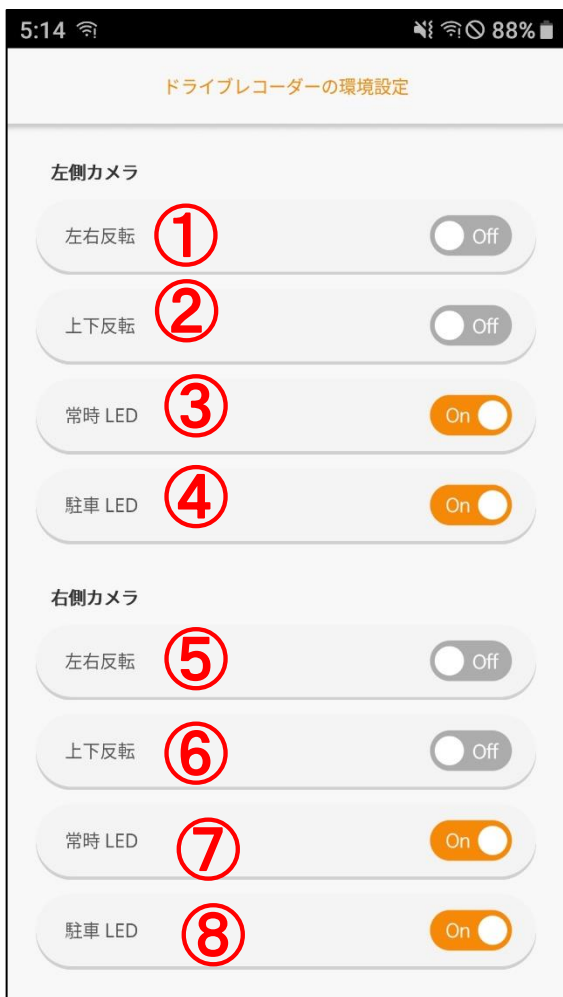 5:14 88%
ドライブレコーダーの環境設定
左側カメラ
左右反転 ① Off
上下反転 ② Off
常時 LED ③ On
駐車 LED ④ On
右側カメラ
左右反転 ⑤ Off
上下反転 ⑥ Off
常時 LED ⑦ On
駐車 LED ⑧ On